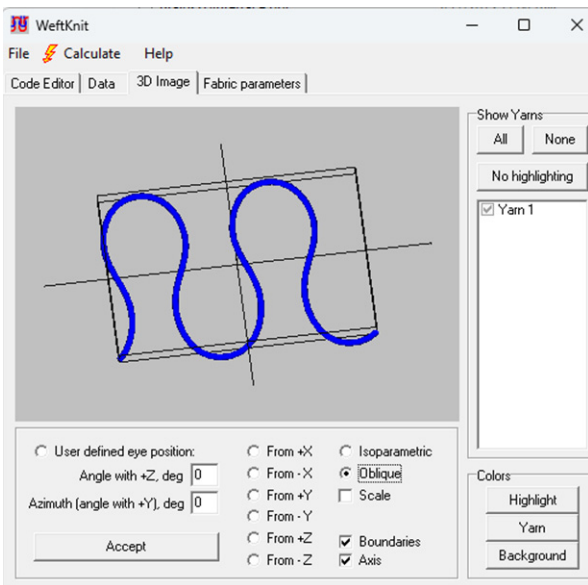 WeftKnit
File Calculate Help
Code Editor Data 3D Image Fabric parameters
Show Yarns
All None
No highlighting
Yarn 1
User defined eye position:
Angle with +Z, deg 0
Azimuth (angle with +Y), deg 0
Accept
From +X
From - X
From +Y
From - Y
From +Z
From - Z
Isoparametric
Oblique
Scale
Boundaries
Axis
Colors
Highlight
Yarn
Background